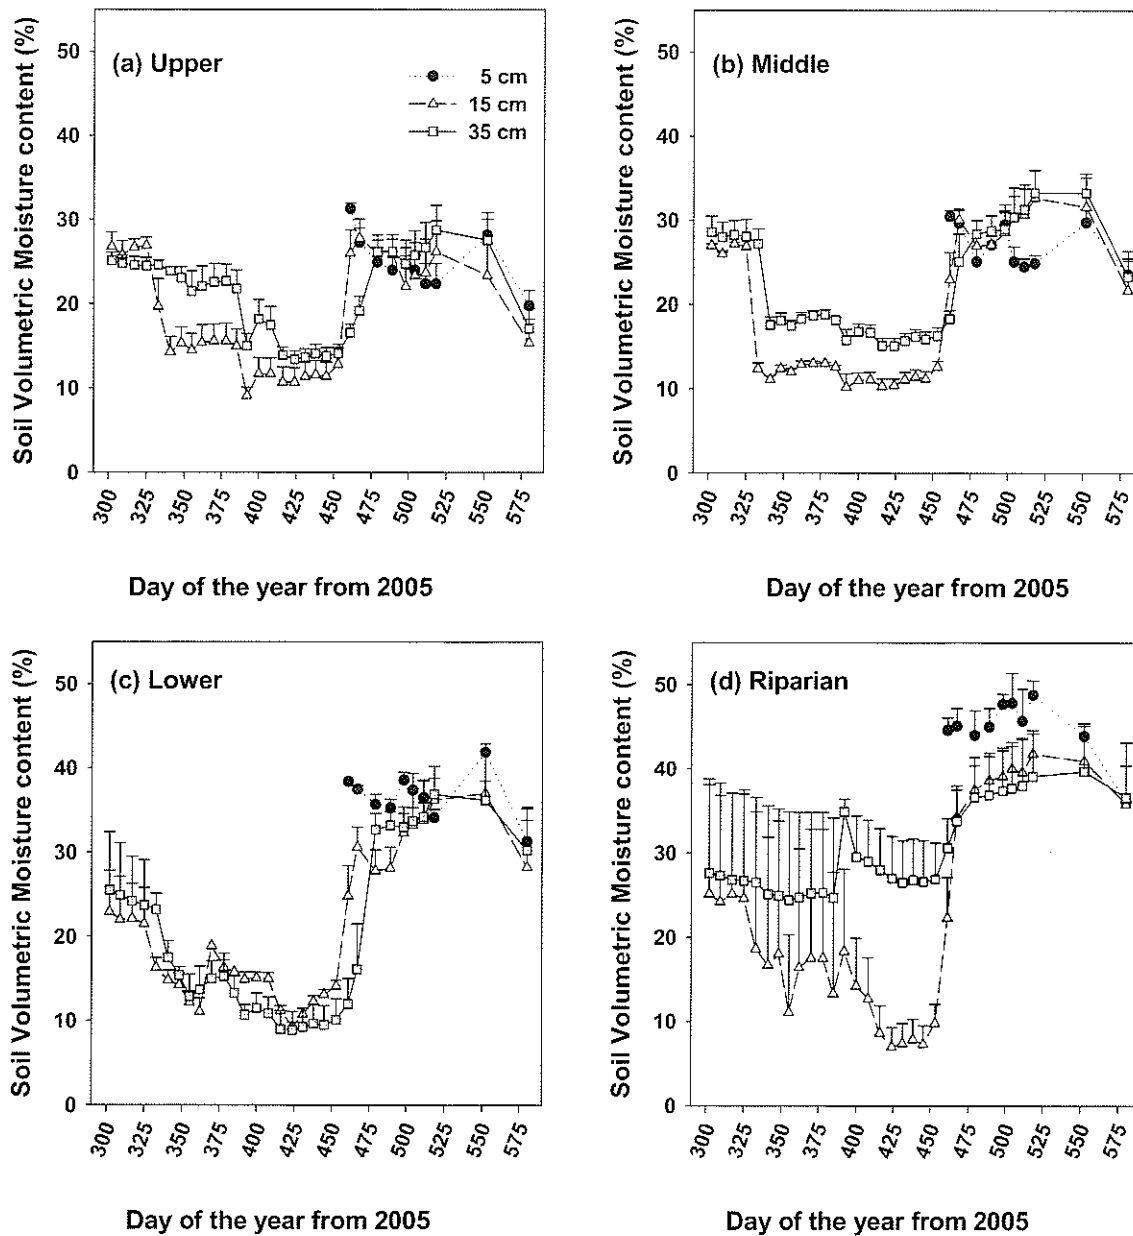 Soil Volumetric Moisture content (%)
(a) Upper
5 cm
15 cm
35 cm
50
40
30
20
10
0
300 325 350 375 400 425 450 475 500 525 550 575
Day of the year from 2005
Soil Volumetric Moisture content (%)
(b) Middle
50
40
30
20
10
0
300 325 350 375 400 425 450 475 500 525 550 575
Day of the year from 2005
Soil Volumetric Moisture content (%)
(c) Lower
50
40
30
20
10
0
300 325 350 375 400 425 450 475 500 525 550 575
Day of the year from 2005
Soil Volumetric Moisture content (%)
(d) Riparian
50
40
30
20
10
0
300 325 350 375 400 425 450 475 500 525 550 575
Day of the year from 2005